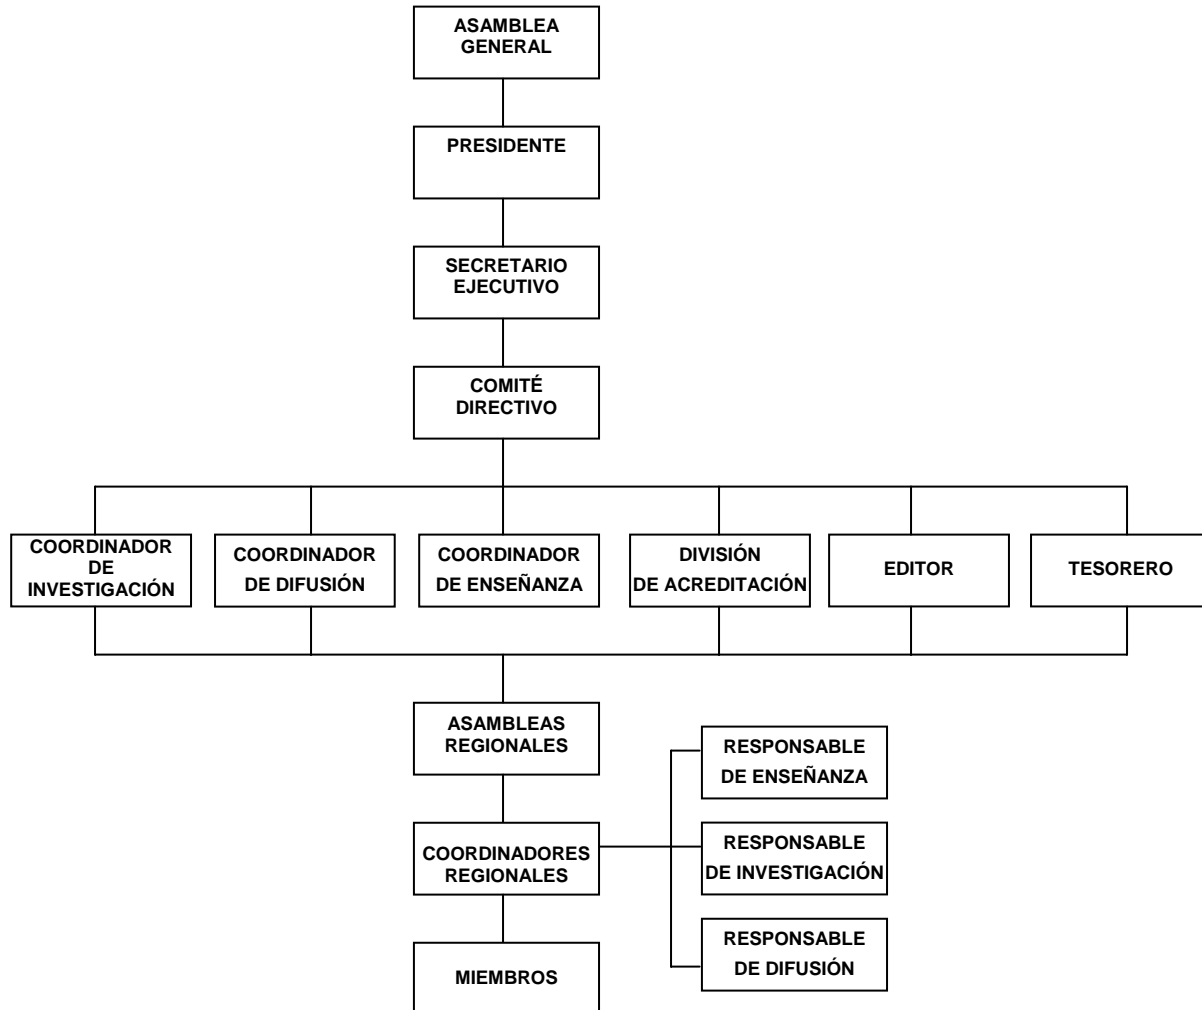 ASAMBLEA
GENERAL
PRESIDENTE
SECRETARIO
EJECUTIVO
COMITÉ
DIRECTIVO
COORDINADOR
DE
INVESTIGACIÓN
COORDINADOR
DE DIFUSIÓN
COORDINADOR
DE ENSEÑANZA
DIVISIÓN
DE ACREDITACIÓN
EDITOR
TESORERO
ASAMBLEAS
REGIONALES
RESPONSABLE
DE ENSEÑANZA
COORDINADORES
REGIONALES
RESPONSABLE
DE INVESTIGACIÓN
RESPONSABLE
DE DIFUSIÓN
MIEMBROS